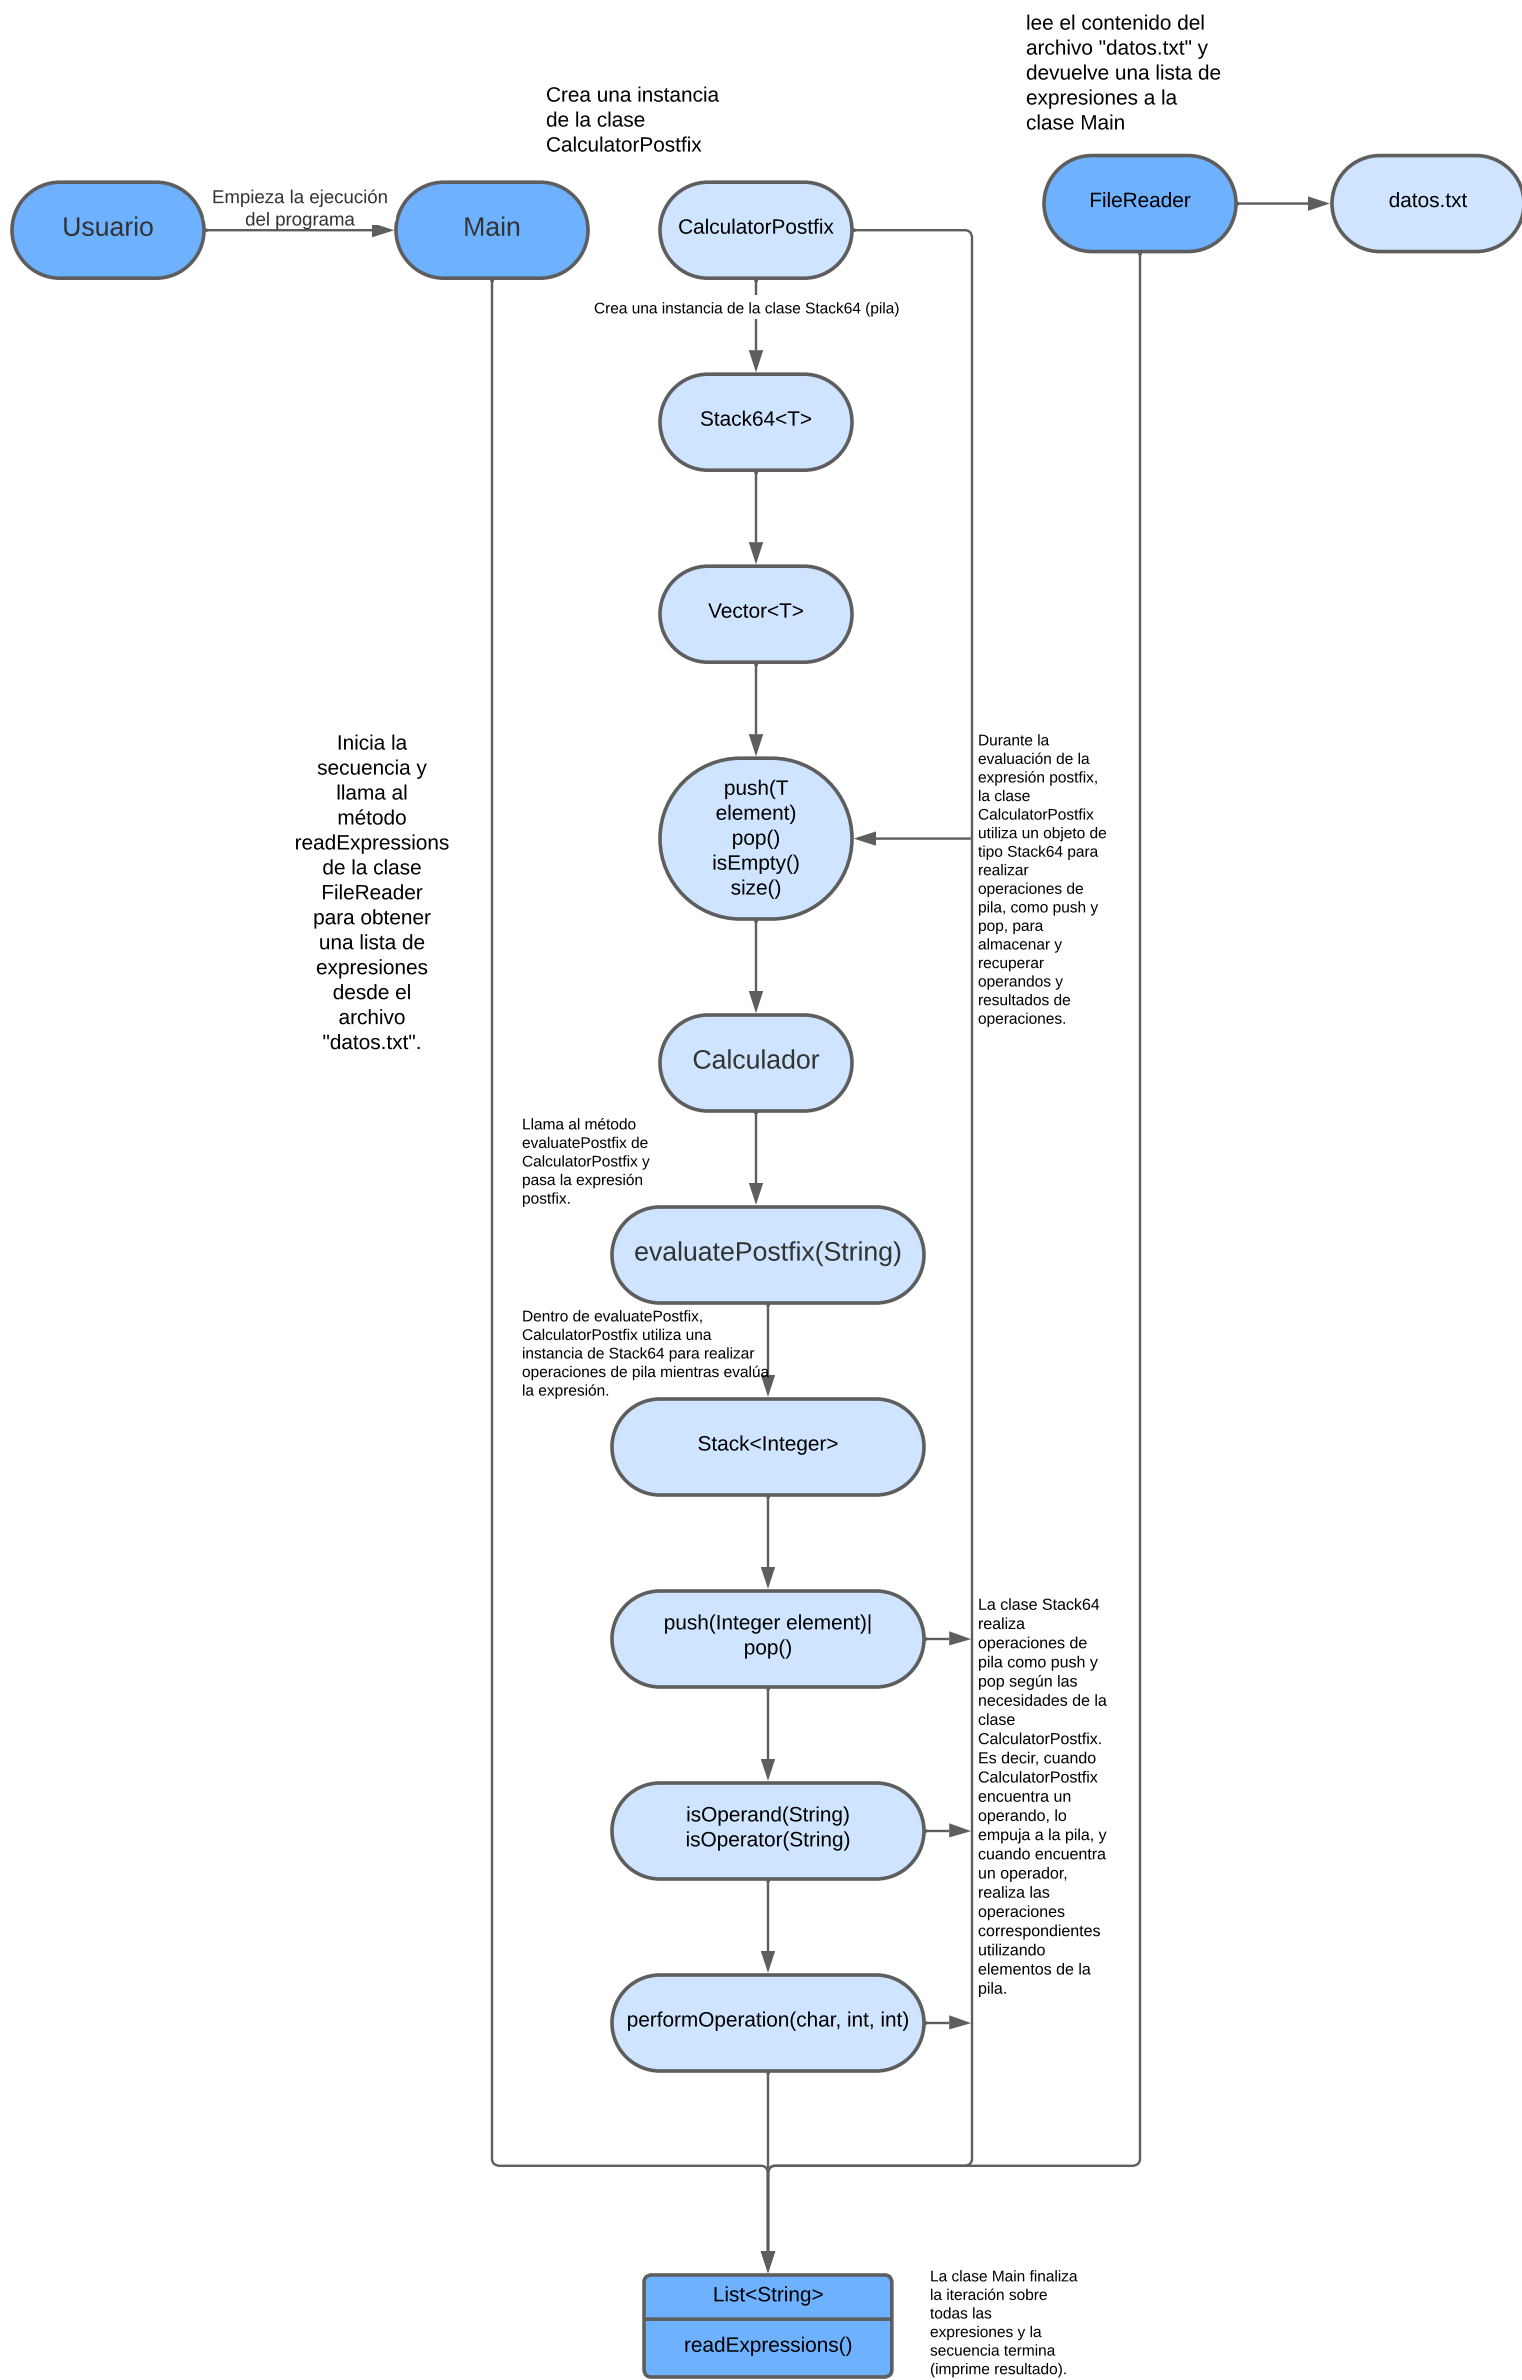 lee el contenido del
archivo "datos.txt" y
devuelve una lista de
expresiones a la
clase Main
Crea una instancia
de la clase
CalculatorPostfix
Usuario
Empieza la ejecución
del programa
Main
CalculatorPostfix
FileReader
datos.txt
Crea una instancia de la clase Stack64 (pila)
Stack64<T>
Vector<T>
Inicia la
secuencia y
llama al
método
readExpressions
de la clase
FileReader
para obtener
una lista de
expresiones
desde el
archivo
"datos.txt".
push(T
element)
pop()
isEmpty()
size()
Durante la
evaluación de la
expresión postfix,
la clase
CalculatorPostfix
utiliza un objeto de
tipo Stack64 para
realizar
operaciones de
pila, como push y
pop, para
almacenar y
recuperar
operandos y
resultados de
operaciones.
Calculador
Llama al método
evaluatePostfix de
CalculatorPostfix y
pasa la expresión
postfix.
evaluatePostfix(String)
Dentro de evaluatePostfix,
CalculatorPostfix utiliza una
instancia de Stack64 para realizar
operaciones de pila mientras evalúa
la expresión.
Stack<Integer>
push(Integer element)|
pop()
isOperand(String)
isOperator(String)
performOperation(char, int, int)
La clase Stack64
realiza
operaciones de
pila como push y
pop según las
necesidades de la
clase
CalculatorPostfix.
Es decir, cuando
CalculatorPostfix
encuentra un
operando, lo
empuja a la pila, y
cuando encuentra
un operador,
realiza las
operaciones
correspondientes
utilizando
elementos de la
pila.
List<String>
readExpressions()
La clase Main finaliza
la iteración sobre
todas las
expresiones y la
secuencia termina
(imprime resultado).